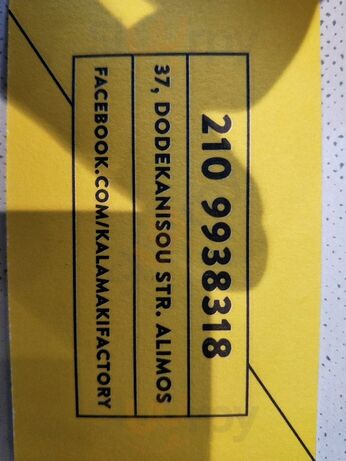 210 9938318
37, DODEKANISOU STR. ALIMOS
FACEBOOK.COM/KALAMAKIFACTORY